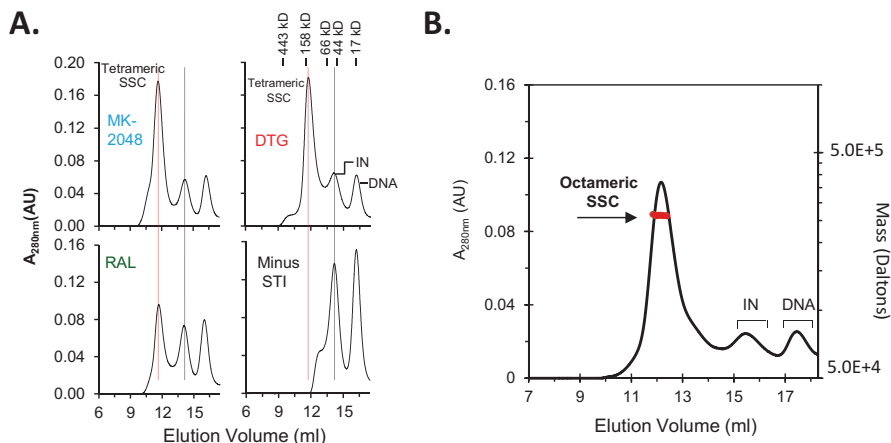 A.
443 kD
158 kD
66 kD
44 kD
17 kD
B.
0.20
0.16
0.12
0.08
0.04
0.00
Tetrameric
SSC
MK-
2048
Tetrameric
SSC
DTG
IN
DNA
A280nm(AU)
0.16
0.12
0.08
0.04
0.00
RAL
Minus
STI
6 9 12 15
6 9 12 15
Elution Volume (ml)
0.16
0.12
0.08
0.04
0
A280nm (AU)
Octameric
SSC
IN
DNA
5.0E+5
5.0E+4
Mass (Daltons)
7 9 11 13 15 17
Elution Volume (ml)